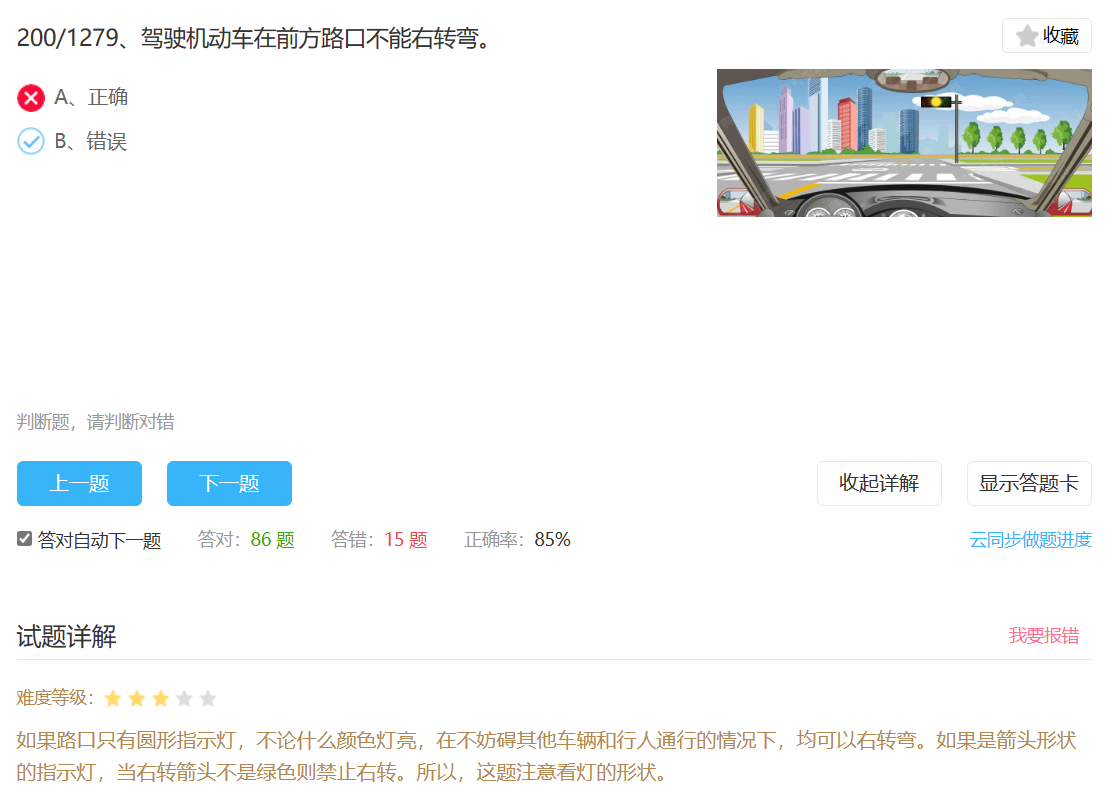 200/1279、驾驶机动车在前方路口不能右转弯。
收藏
A、正确
B、错误
判断题，请判断对错
上一题
下一题
收起详解
显示答题卡
答对自动下一题
答对：86 题
答错：15 题
正确率：85%
云同步做题进度
试题详解
我要报错
难度等级：
如果路口只有圆形指示灯，不论什么颜色灯亮，在不妨碍其他车辆和行人通行的情况下，均可以右转弯。如果是箭头形状
的指示灯，当右转箭头不是绿色则禁止右转。所以，这题注意看灯的形状。